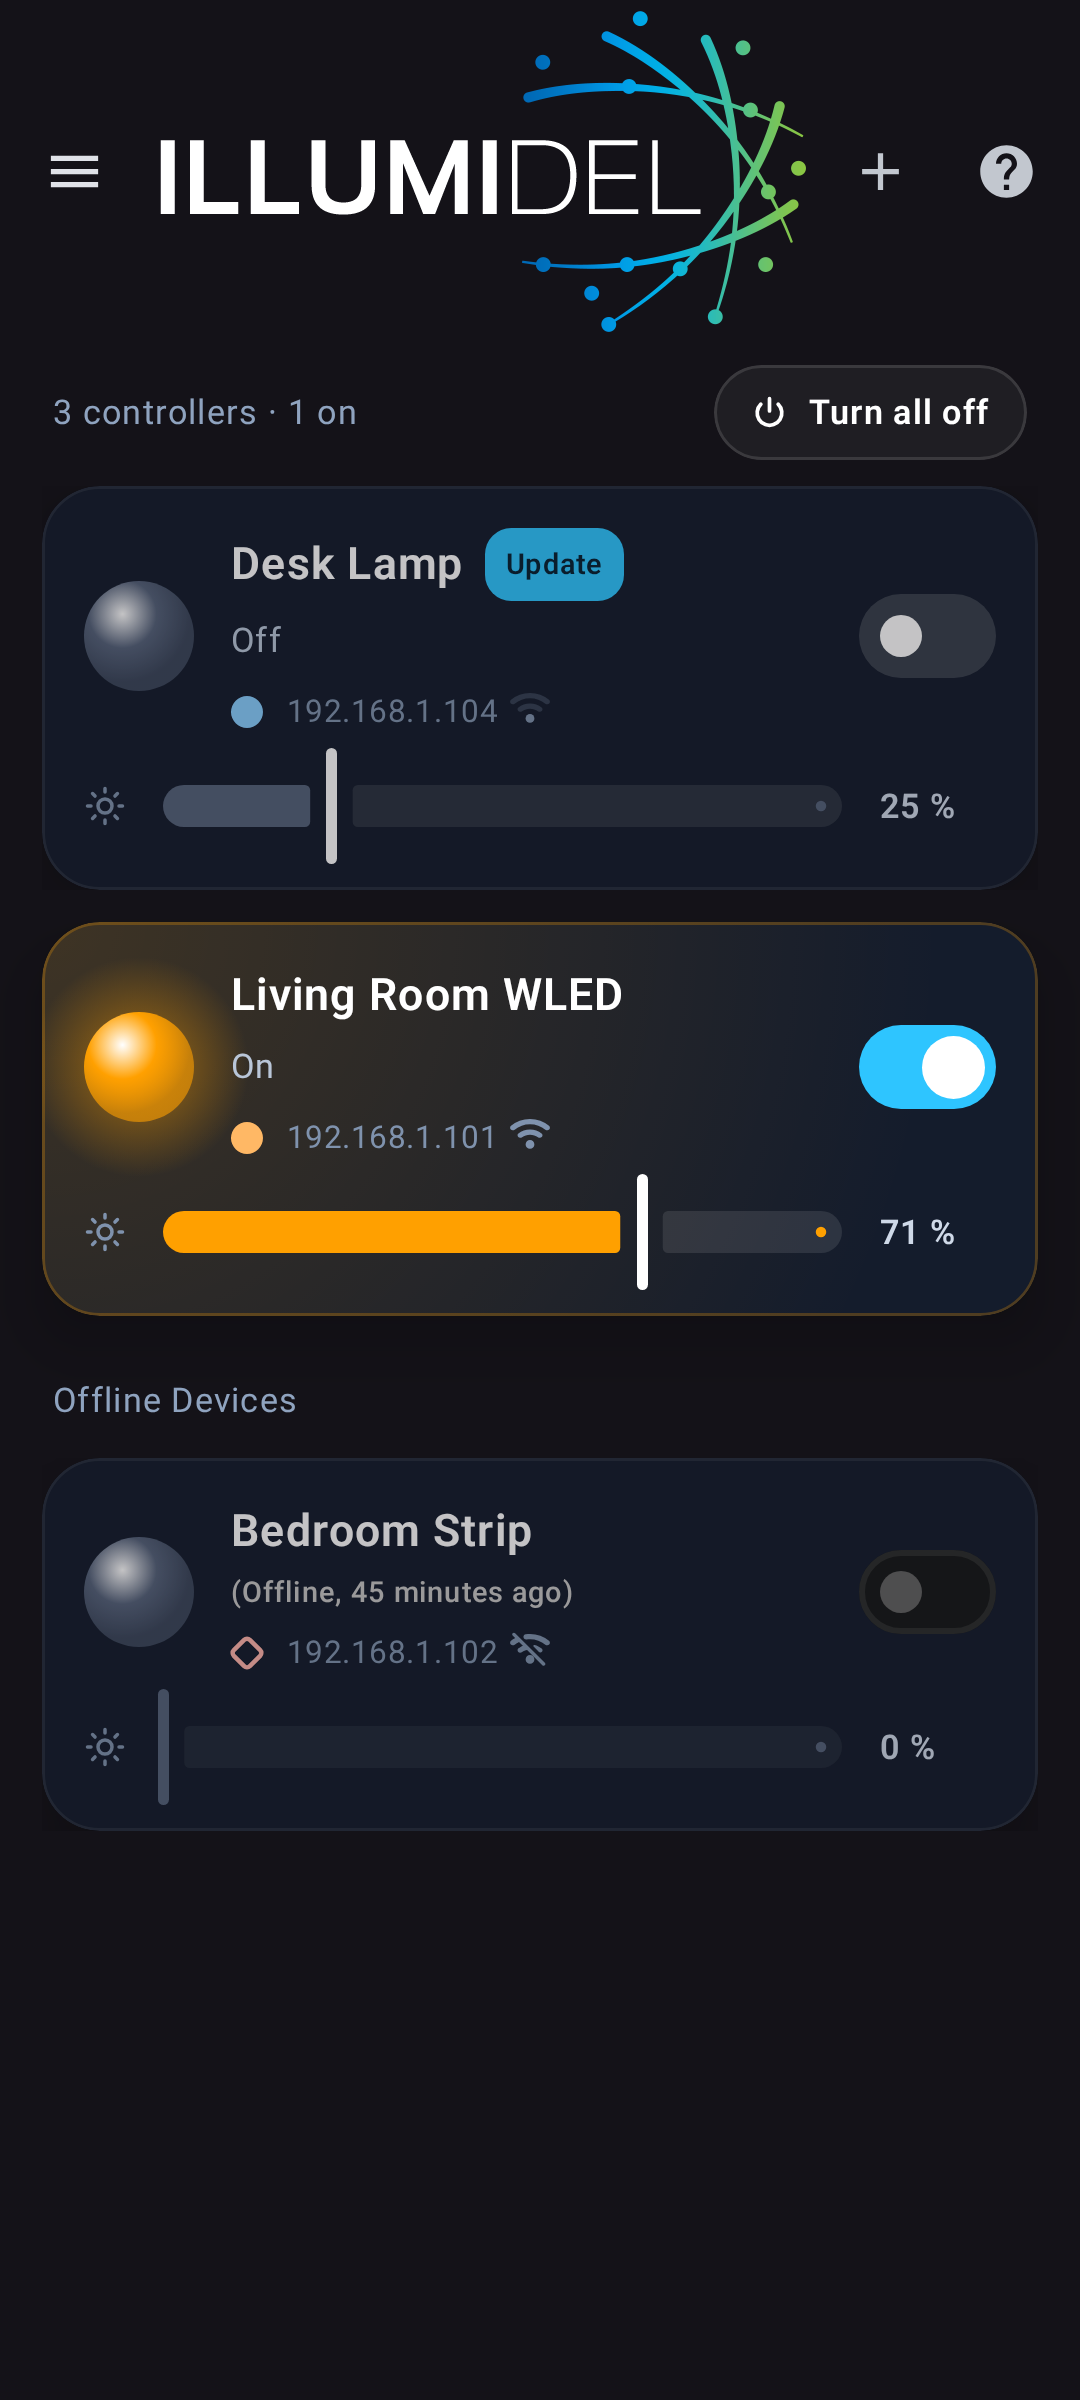 ILLUMIDEL
3 controllers · 1 on
Turn all off
Desk Lamp
Update
Off
192.168.1.104
25 %
Living Room WLED
On
192.168.1.101
71 %
Offline Devices
Bedroom Strip
(Offline, 45 minutes ago)
192.168.1.102
0 %